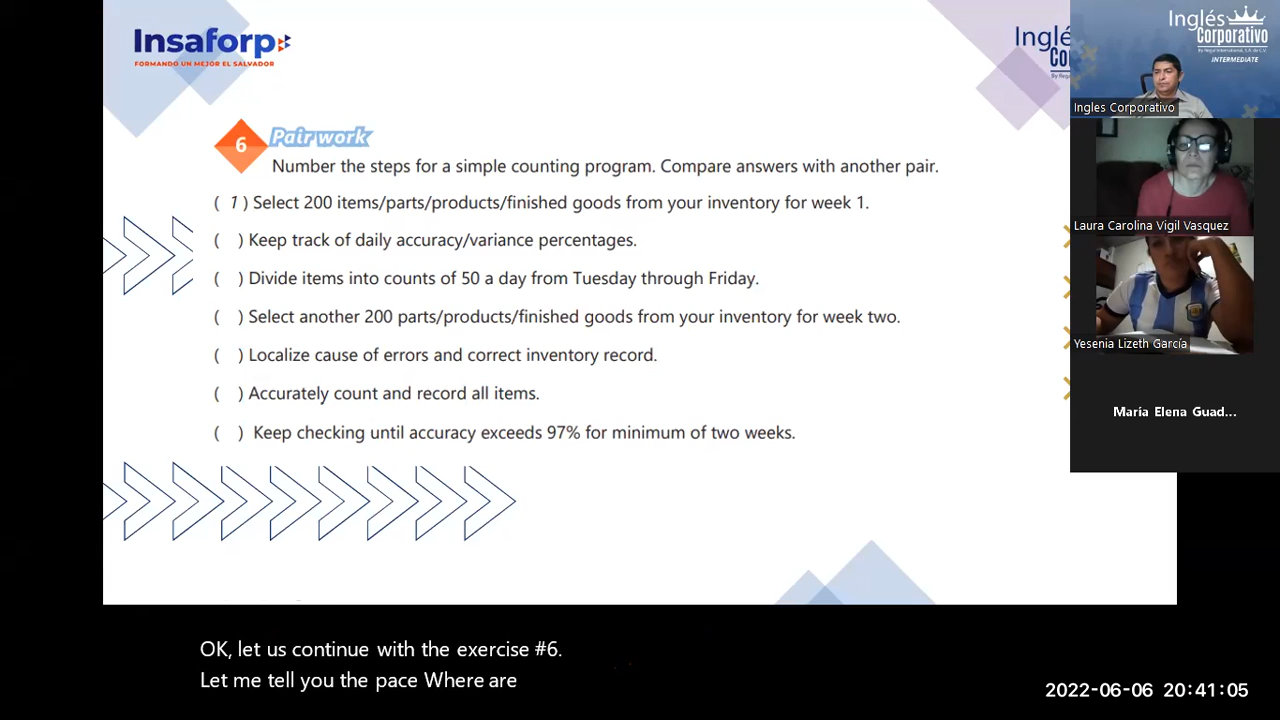 Insaforp
FORMANDO UN MEJOR EL SALVADOR
Inglés
Corporativo
By Regal International, S.A. de C.V.
INTERMEDIATE
Ingles Corporativo
6 Pair work
Number the steps for a simple counting program. Compare answers with another pair.
( 1 ) Select 200 items/parts/products/finished goods from your inventory for week 1.
( ) Keep track of daily accuracy/variance percentages.
( ) Divide items into counts of 50 a day from Tuesday through Friday.
( ) Select another 200 parts/products/finished goods from your inventory for week two.
( ) Localize cause of errors and correct inventory record.
( ) Accurately count and record all items.
( ) Keep checking until accuracy exceeds 97% for minimum of two weeks.
Laura Carolina Vigil Vasquez
Yesenia Lizeth García
María Elena Guad...
OK, let us continue with the exercise #6.
Let me tell you the pace Where are
2022-06-06 20:41:05